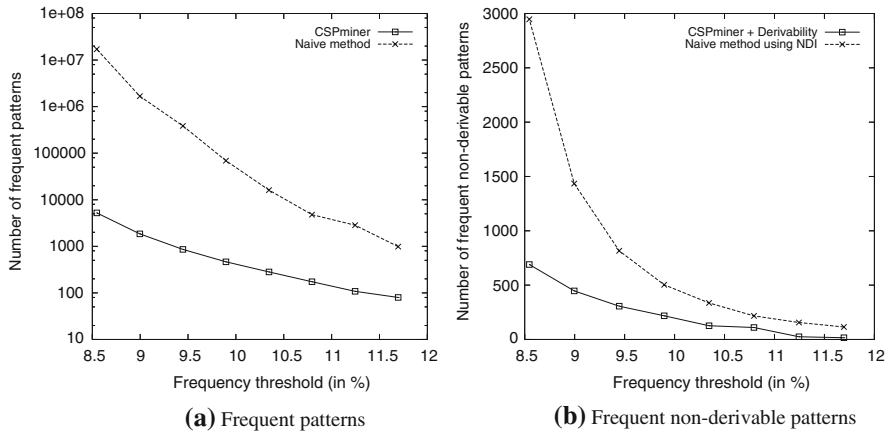 1e+08
1e+07
1e+06
100000
10000
1000
100
10
Number of frequent patterns
CSPminer
Naive method
8.5 9 9.5 10 10.5 11 11.5 12
Frequency threshold (in %)
(a) Frequent patterns
3000
2500
2000
1500
1000
500
0
Number of frequent non-derivable patterns
CSPminer + Derivability
Naive method using NDI
8.5 9 9.5 10 10.5 11 11.5 12
Frequency threshold (in %)
(b) Frequent non-derivable patterns